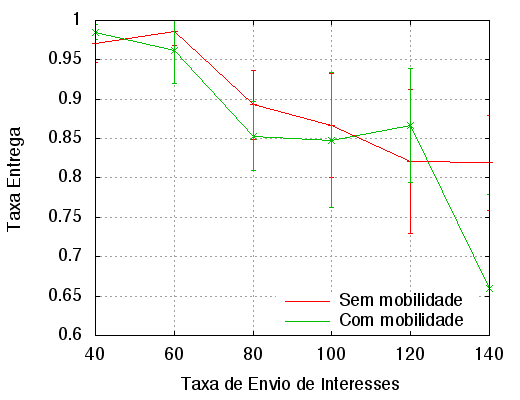 1
0.95
0.9
0.85
0.8
0.75
0.7
0.65
0.6
Taxa Entrega
Sem mobilidade
Com mobilidade
40 60 80 100 120 140
Taxa de Envio de Interesses